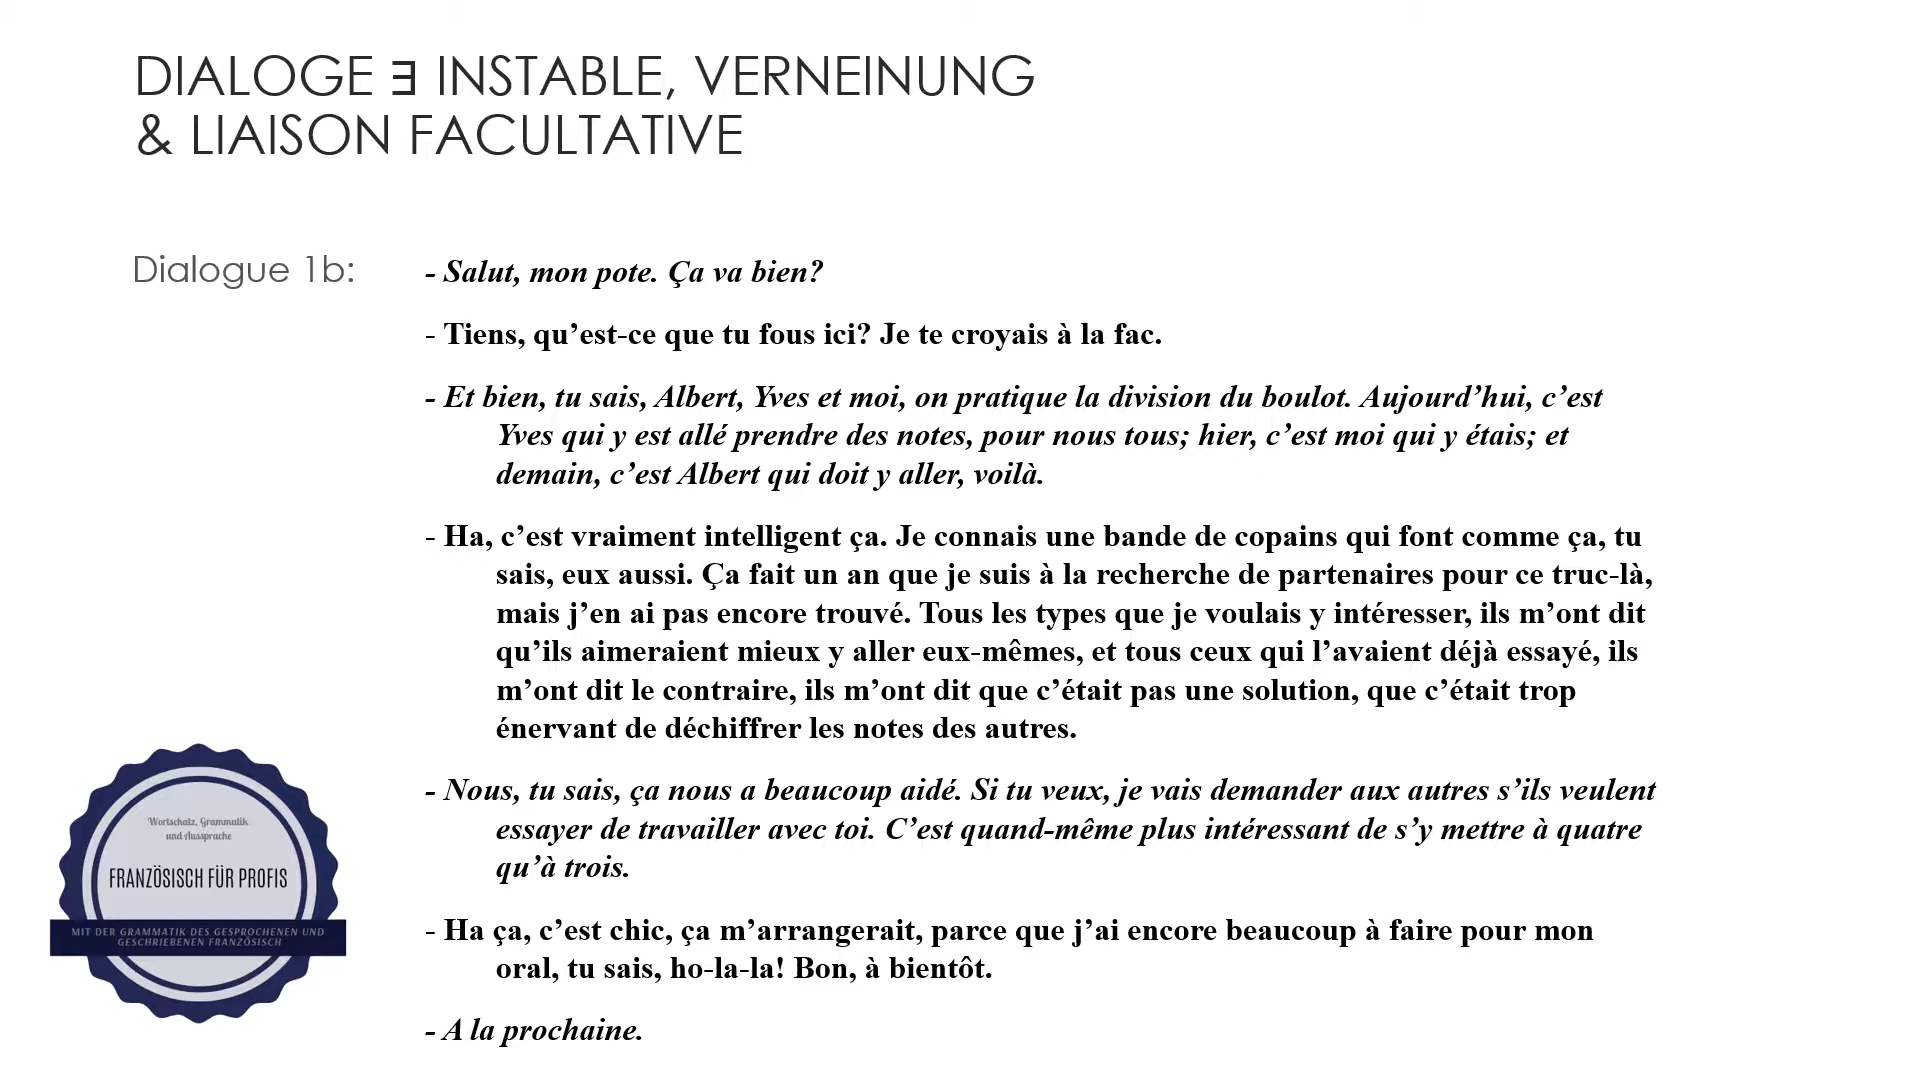 DIALOGE ∃ INSTABLE, VERNEINUNG
& LIAISON FACULTATIVE
Dialogue 1b:
- Salut, mon pote. Ça va bien?
- Tiens, qu’est-ce que tu fous ici? Je te croyais à la fac.
- Et bien, tu sais, Albert, Yves et moi, on pratique la division du boulot. Aujourd’hui, c’est
Yves qui y est allé prendre des notes, pour nous tous; hier, c’est moi qui y étais; et
demain, c’est Albert qui doit y aller, voilà.
- Ha, c’est vraiment intelligent ça. Je connais une bande de copains qui font comme ça, tu
sais, eux aussi. Ça fait un an que je suis à la recherche de partenaires pour ce truc-là,
mais j’en ai pas encore trouvé. Tous les types que je voulais y intéresser, ils m’ont dit
qu’ils aimeraient mieux y aller eux-mêmes, et tous ceux qui l’avaient déjà essayé, ils
m’ont dit le contraire, ils m’ont dit que c’était pas une solution, que c’était trop
énervant de déchiffrer les notes des autres.
- Nous, tu sais, ça nous a beaucoup aidé. Si tu veux, je vais demander aux autres s’ils veulent
essayer de travailler avec toi. C’est quand-même plus intéressant de s’y mettre à quatre
qu’à trois.
- Ha ça, c’est chic, ça m’arrangerait, parce que j’ai encore beaucoup à faire pour mon
oral, tu sais, ho-la-la! Bon, à bientôt.
- A la prochaine.
Wortschatz, Grammatik
und Aussprache
FRANZÖSISCH FÜR PROFIS
MIT DER GRAMMATIK DES GESPROCHENEN UND
GESCHRIEBENEN FRANZÖSISCH